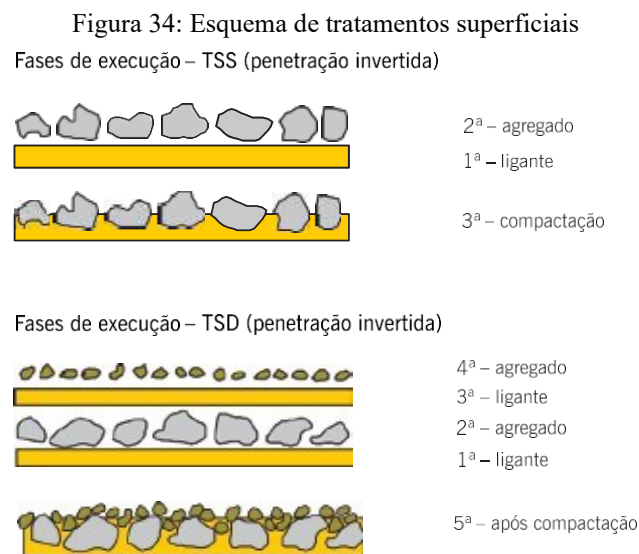 Figura 34: Esquema de tratamentos superficiais
Fases de execução – TSS (penetração invertida)
2ª – agregado
1ª – ligante
3ª – compactação
Fases de execução – TSD (penetração invertida)
4ª – agregado
3ª – ligante
2ª – agregado
1ª – ligante
5ª – após compactação